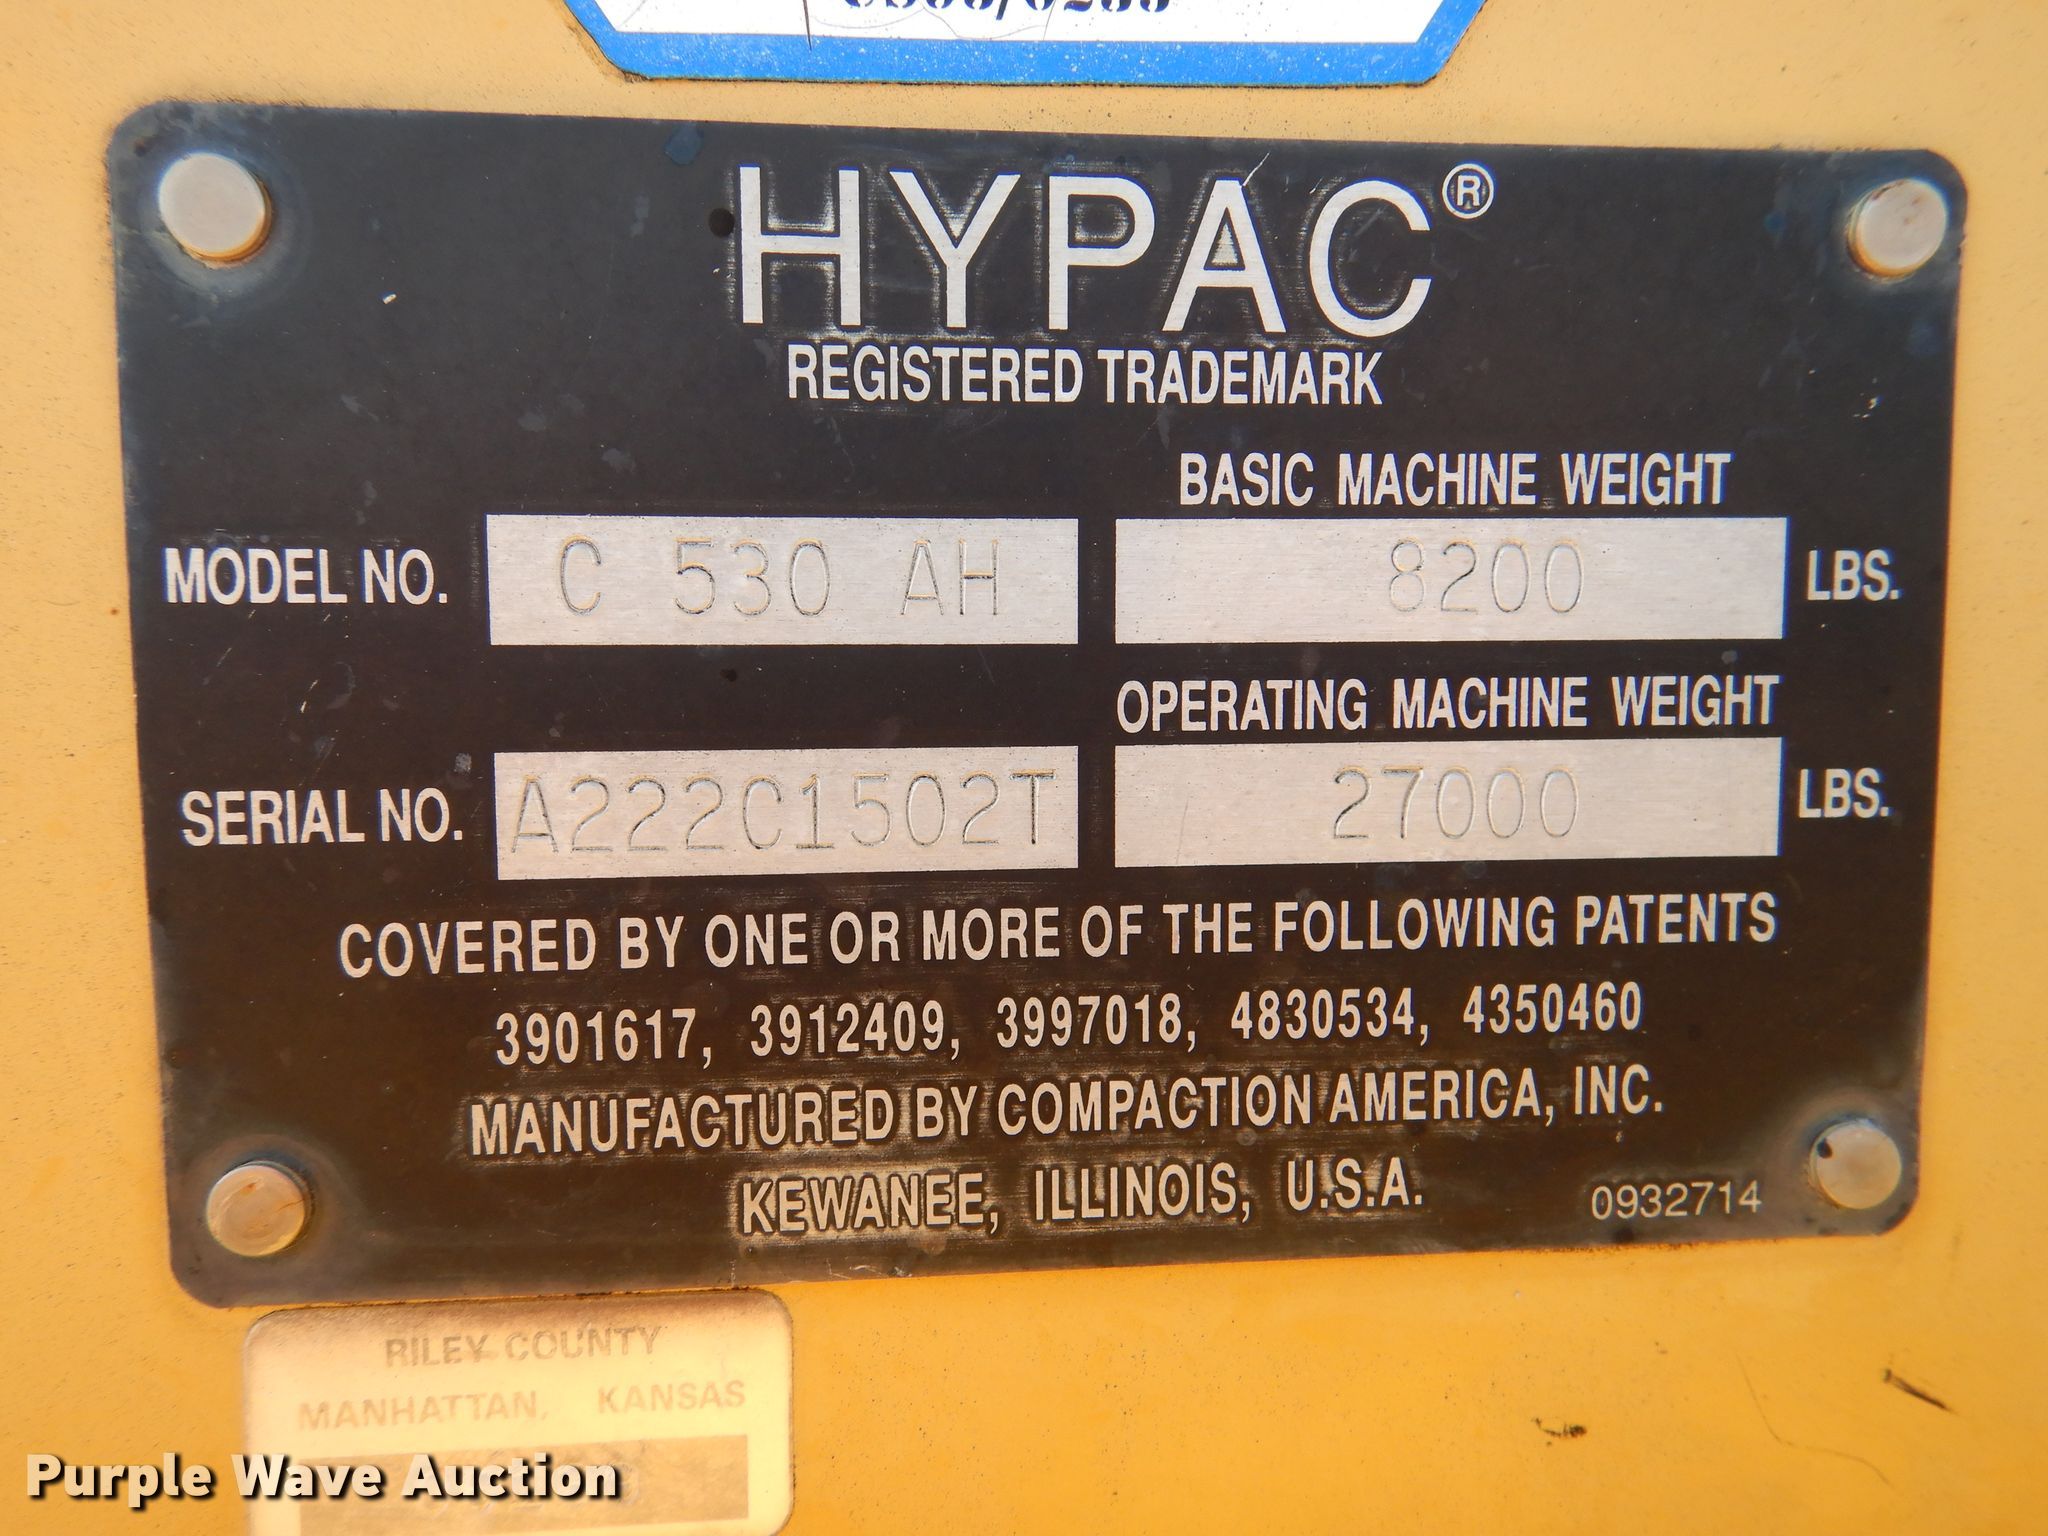 HYPAC®
REGISTERED TRADEMARK
BASIC MACHINE WEIGHT
MODEL NO. C 530 AH 8200 LBS.
OPERATING MACHINE WEIGHT
SERIAL NO. A222C1502T 27000 LBS.
COVERED BY ONE OR MORE OF THE FOLLOWING PATENTS
3901617, 3912409, 3997018, 4830534, 4350460
MANUFACTURED BY COMPACTION AMERICA, INC.
KEWANEE, ILLINOIS, U.S.A. 0932714
RILEY COUNTY
MANHATTAN, KANSAS
Purple Wave Auction